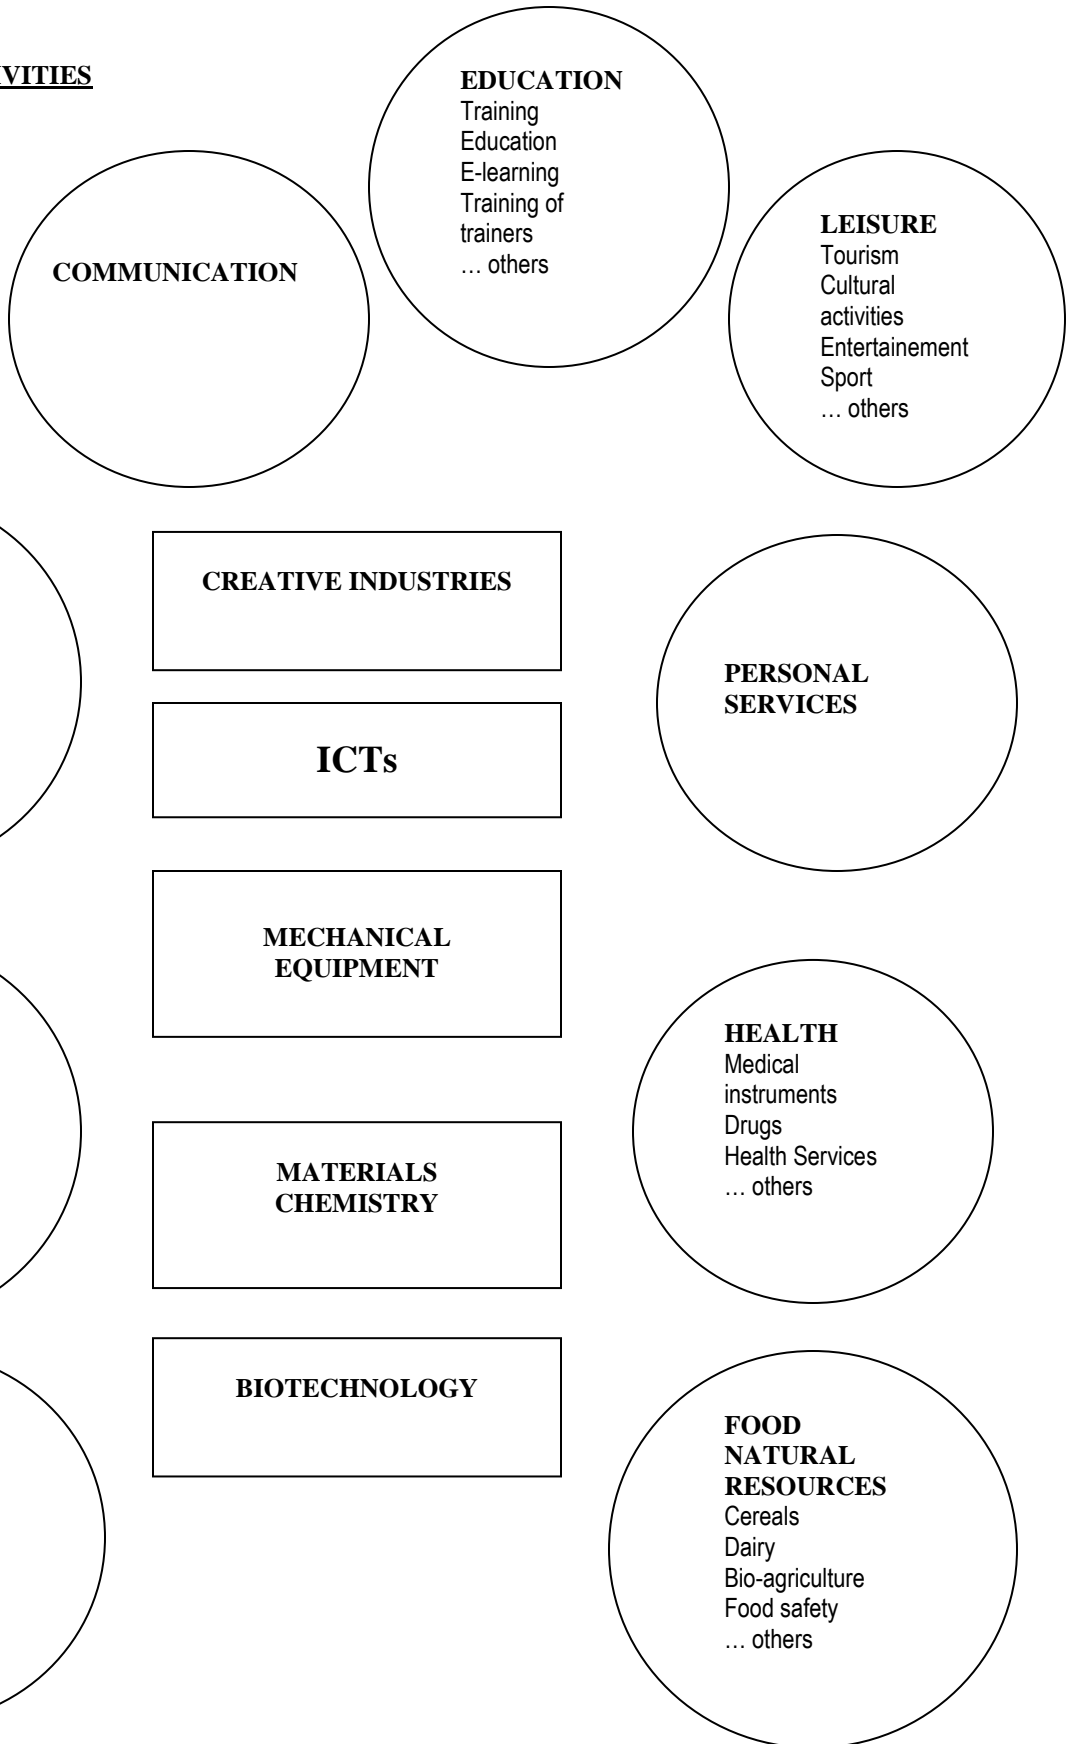 IVITIES
EDUCATION
Training
Education
E-learning
Training of
trainers
… others
COMMUNICATION
LEISURE
Tourism
Cultural
activities
Entertainement
Sport
… others
CREATIVE INDUSTRIES
ICTs
PERSONAL
SERVICES
MECHANICAL
EQUIPMENT
HEALTH
Medical
instruments
Drugs
Health Services
… others
MATERIALS
CHEMISTRY
BIOTECHNOLOGY
FOOD
NATURAL
RESOURCES
Cereals
Dairy
Bio-agriculture
Food safety
… others